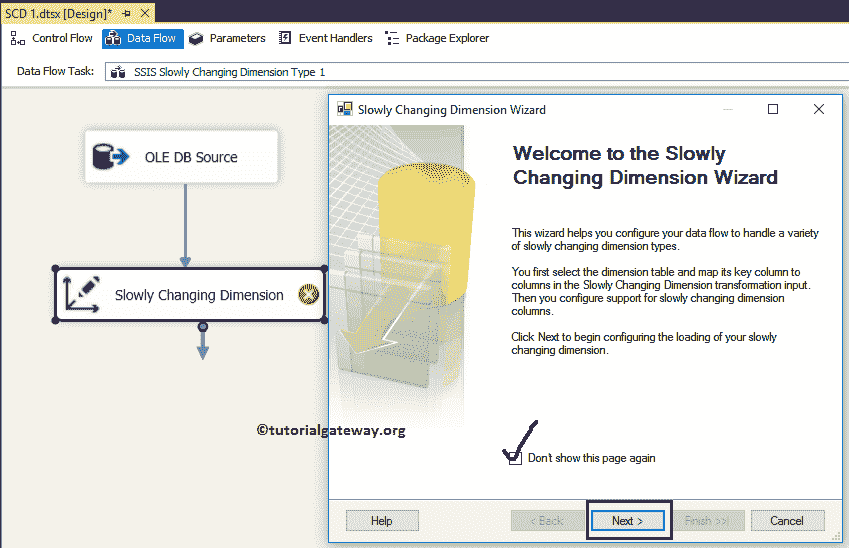 SCD 1.dtsx [Design]*
Control Flow
Data Flow
Parameters
Event Handlers
Package Explorer
Data Flow Task:
SSIS Slowly Changing Dimension Type 1
Slowly Changing Dimension Wizard
OLE DB Source
Slowly Changing Dimension
Welcome to the Slowly
Changing Dimension Wizard
This wizard helps you configure your data flow to handle a variety
of slowly changing dimension types.
You first select the dimension table and map its key column to
columns in the Slowly Changing Dimension transformation input.
Then you configure support for slowly changing dimension
columns.
Click Next to begin configuring the loading of your slowly
changing dimension.
©tutorialgateway.org
Don't show this page again
Help
< Back
Next >
Finish >>|
Cancel